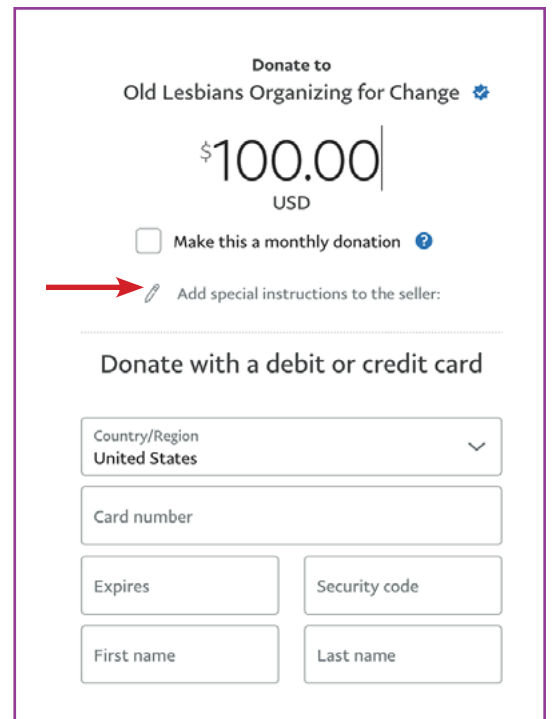 Donate to
Old Lesbians Organizing for Change
$100.00
USD
Make this a monthly donation ?
Add special instructions to the seller:
Donate with a debit or credit card
Country/Region
United States
Card number
Expires Security code
First name Last name